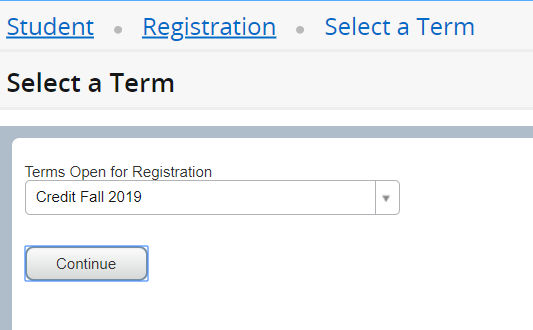 Student • Registration • Select a Term
Select a Term
Terms Open for Registration
Credit Fall 2019
Continue